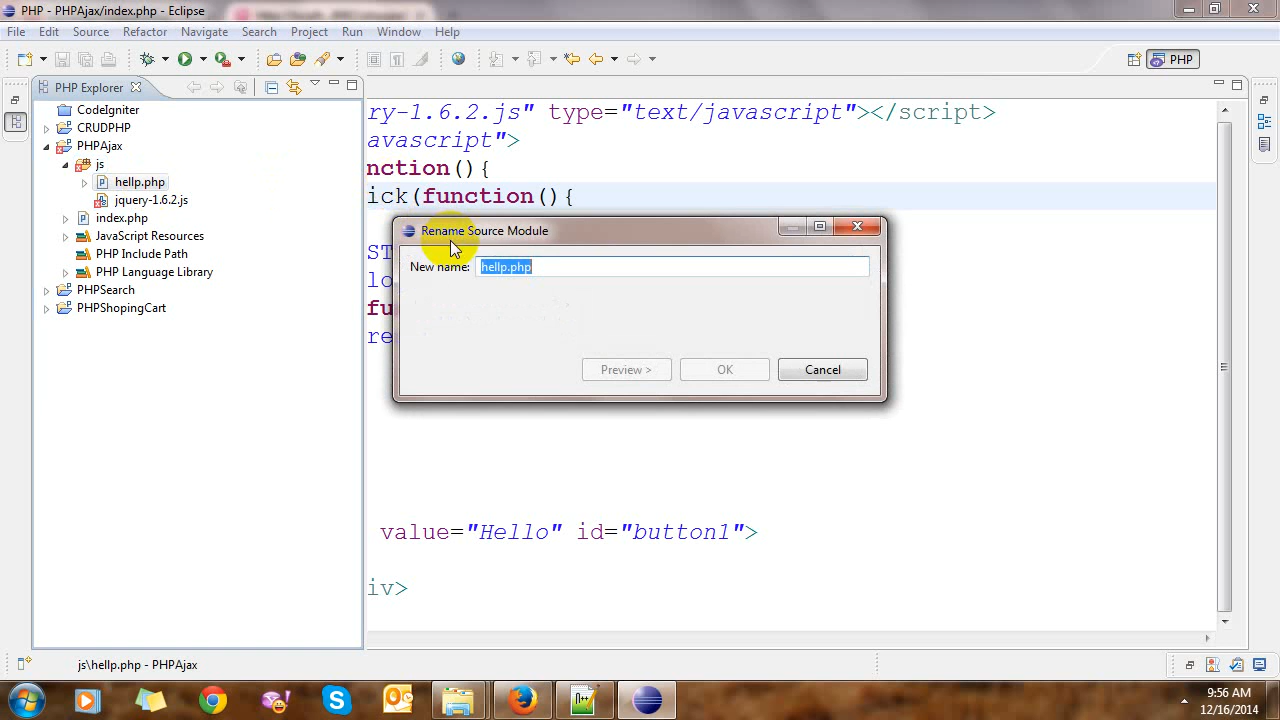 PHP - PHPAjax/index.php - Eclipse
File Edit Source Refactor Navigate Search Project Run Window Help
PHP
PHP Explorer
CodeIgniter
CRUDPHP
PHPAjax
js
hellp.php
jquery-1.6.2.js
index.php
JavaScript Resources
PHP Include Path
PHP Language Library
PHPSearch
PHPShopingCart
ry-1.6.2.js" type="text/javascript"></script>
avascript">
nction(){
ick(function(){
ST
lo
fu
re
Rename Source Module
New name: hellp.php
Preview > OK Cancel
value="Hello" id="button1">
iv>
js\hellp.php - PHPAjax
9:56 AM
12/16/2014